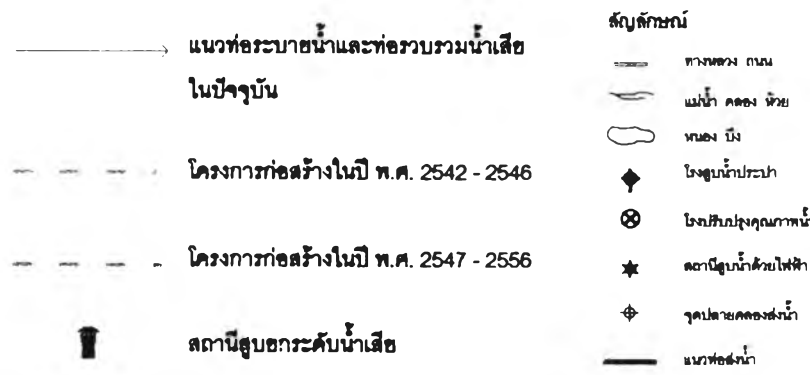 แนวท่อระบายน้ำและท่อรวบรวมน้ำเสีย
ในปัจจุบัน
โครงการก่อสร้างในปี พ.ศ. 2542 - 2546
โครงการก่อสร้างในปี พ.ศ. 2547 - 2556
สถานีสูบยกระดับน้ำเสีย
สัญลักษณ์
ทางหลวง ถนน
แม่น้ำ คลอง ห้วย
หนอง บึง
โรงสูบน้ำประปา
โรงปรับปรุงคุณภาพน้ำ
สถานีสูบน้ำด้วยไฟฟ้า
จุดปลายคลองส่งน้ำ
แนวท่อส่งน้ำ